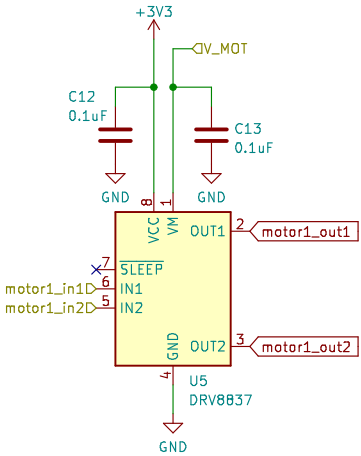 +3V3
V_MOT
C12
0.1uF
C13
0.1uF
GND
GND
8
1
VCC
VM
OUT1
2
motor1_out1
7
SLEEP
motor1_in1
6
IN1
motor1_in2
5
IN2
GND
OUT2
3
motor1_out2
4
U5
DRV8837
GND